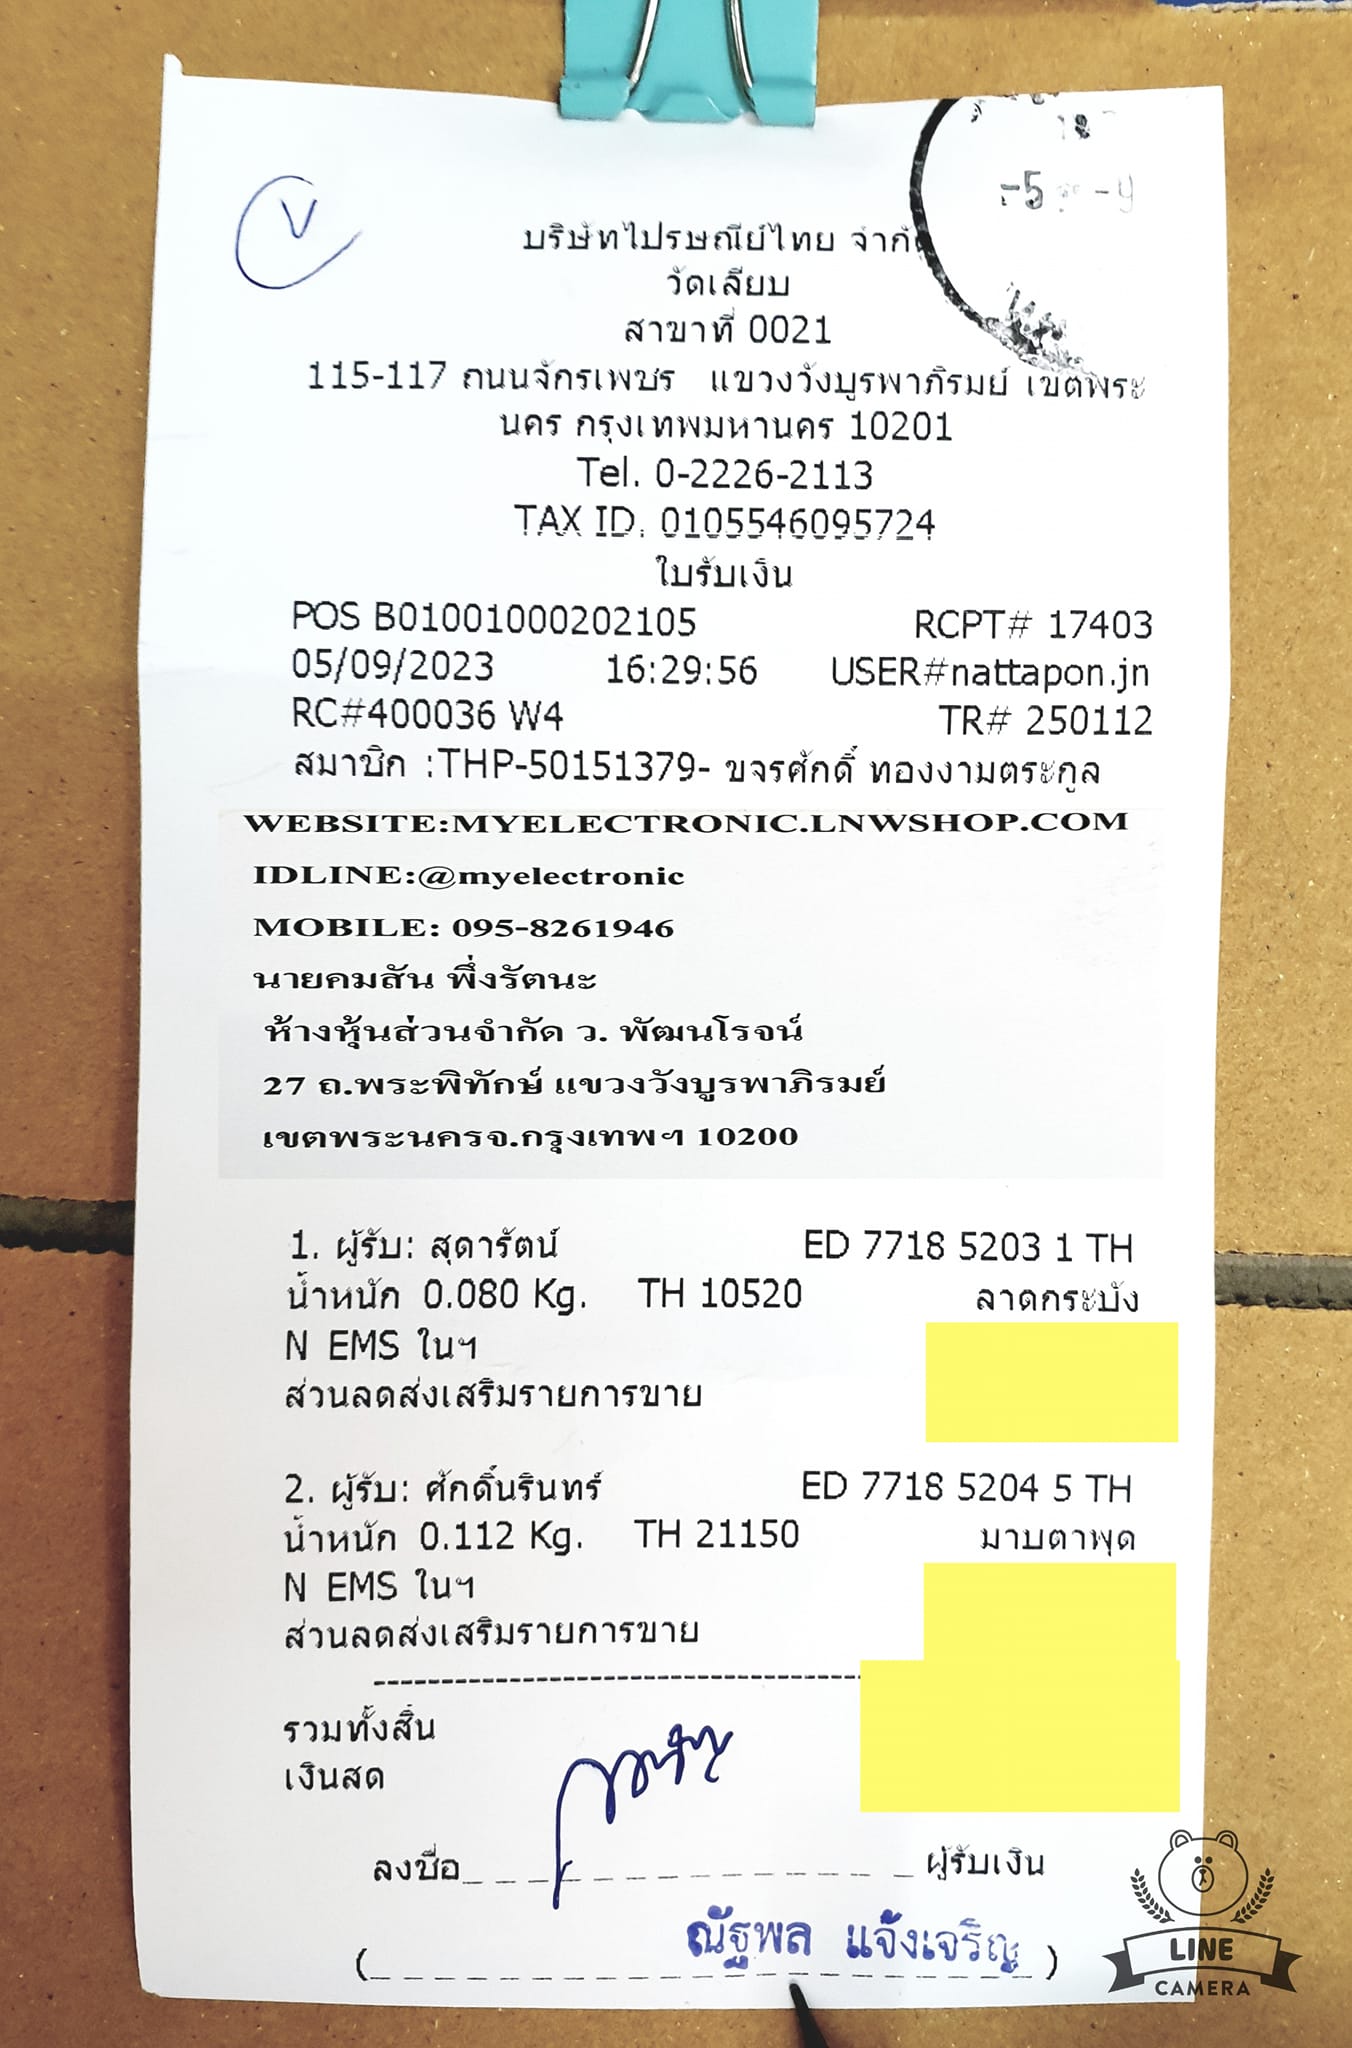 18
-5 -9
V
บริษัทไปรษณีย์ไทย จำกั
วัดเลียบ
สาขาที่ 0021
115-117 ถนนจักรเพชร แขวงวังบูรพาภิรมย์ เขตพระ
นคร กรุงเทพมหานคร 10201
Tel. 0-2226-2113
TAX ID. 0105546095724
ใบรับเงิน
POS B01001000202105 RCPT# 17403
05/09/2023 16:29:56 USER#nattapon.jn
RC#400036 W4 TR# 250112
สมาชิก :THP-50151379- ขจรศักดิ์ ทองงามตระกูล
WEBSITE:MYELECTRONIC.LNWSHOP.COM
IDLINE:@myelectronic
MOBILE: 095-8261946
นายคมสัน พึ่งรัตนะ
ห้างหุ้นส่วนจำกัด ว. พัฒนโรจน์
27 ถ.พระพิทักษ์ แขวงวังบูรพาภิรมย์
เขตพระนครจ.กรุงเทพฯ 10200
1. ผู้รับ: สุดารัตน์ ED 7718 5203 1 TH
น้ำหนัก 0.080 Kg. TH 10520 ลาดกระบัง
N EMS ในฯ
ส่วนลดส่งเสริมรายการขาย
2. ผู้รับ: ศักดิ์นรินทร์ ED 7718 5204 5 TH
น้ำหนัก 0.112 Kg. TH 21150 มาบตาพุด
N EMS ในฯ
ส่วนลดส่งเสริมรายการขาย
รวมทั้งสิ้น
เงินสด
ลงชื่อ ผู้รับเงิน
(ณัฐพล แจ้งเจริญ)
LINE
CAMERA